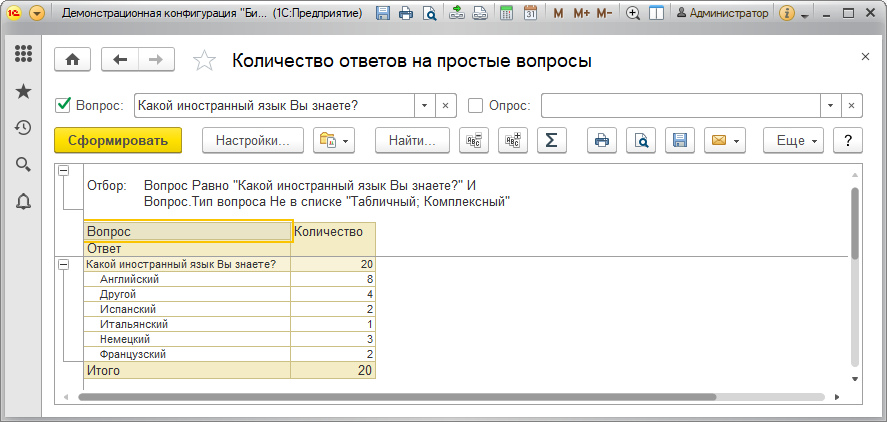 Демонстрационная конфигурация "Би... (1С:Предприятие) M M+ M- Администратор
Количество ответов на простые вопросы
Вопрос: Какой иностранный язык Вы знаете? Опрос:
Сформировать Настройки... Найти... Σ Еще ?
Отбор: Вопрос Равно "Какой иностранный язык Вы знаете?" И
Вопрос.Тип вопроса Не в списке "Табличный; Комплексный"
Вопрос Количество
Ответ
Какой иностранный язык Вы знаете? 20
Английский 8
Другой 4
Испанский 2
Итальянский 1
Немецкий 3
Французский 2
Итого 20